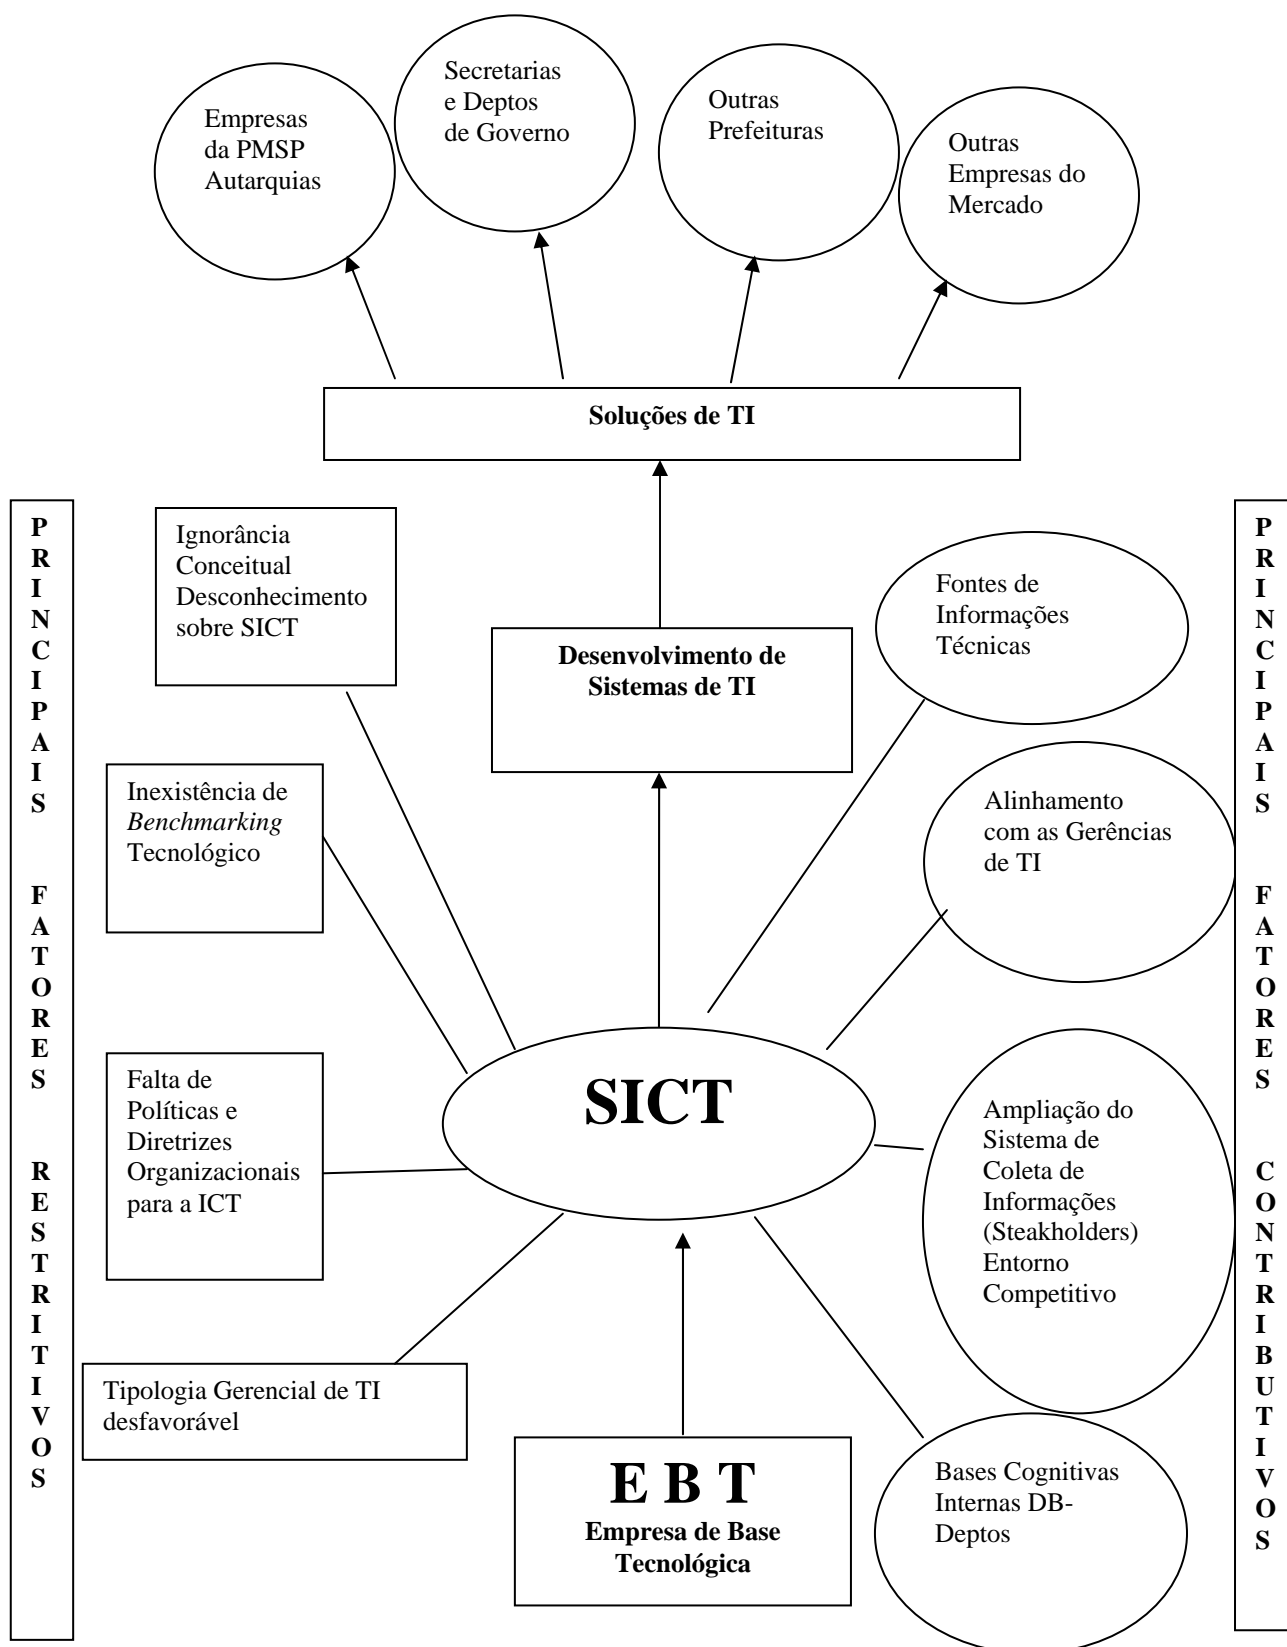 Empresas
da PMSP
Autarquias
Secretarias
e Deptos
de Governo
Outras
Prefeituras
Outras
Empresas do
Mercado
Soluções de TI
P
R
I
N
C
I
P
A
I
S
F
A
T
O
R
E
S
R
E
S
T
R
I
T
I
V
O
S
Ignorância
Conceitual
Desconhecimento
sobre SICT
Inexistência de
Benchmarking
Tecnológico
Falta de
Políticas e
Diretrizes
Organizacionais
para a ICT
Tipologia Gerencial de TI
desfavorável
Desenvolvimento de
Sistemas de TI
SICT
E B T
Empresa de Base
Tecnológica
Fontes de
Informações
Técnicas
Alinhamento
com as Gerências
de TI
Ampliação do
Sistema de
Coleta de
Informações
(Steakholders)
Entorno
Competitivo
Bases Cognitivas
Internas DB-
Deptos
P
R
I
N
C
I
P
A
I
S
F
A
T
O
R
E
S
C
O
N
T
R
I
B
U
T
I
V
O
S